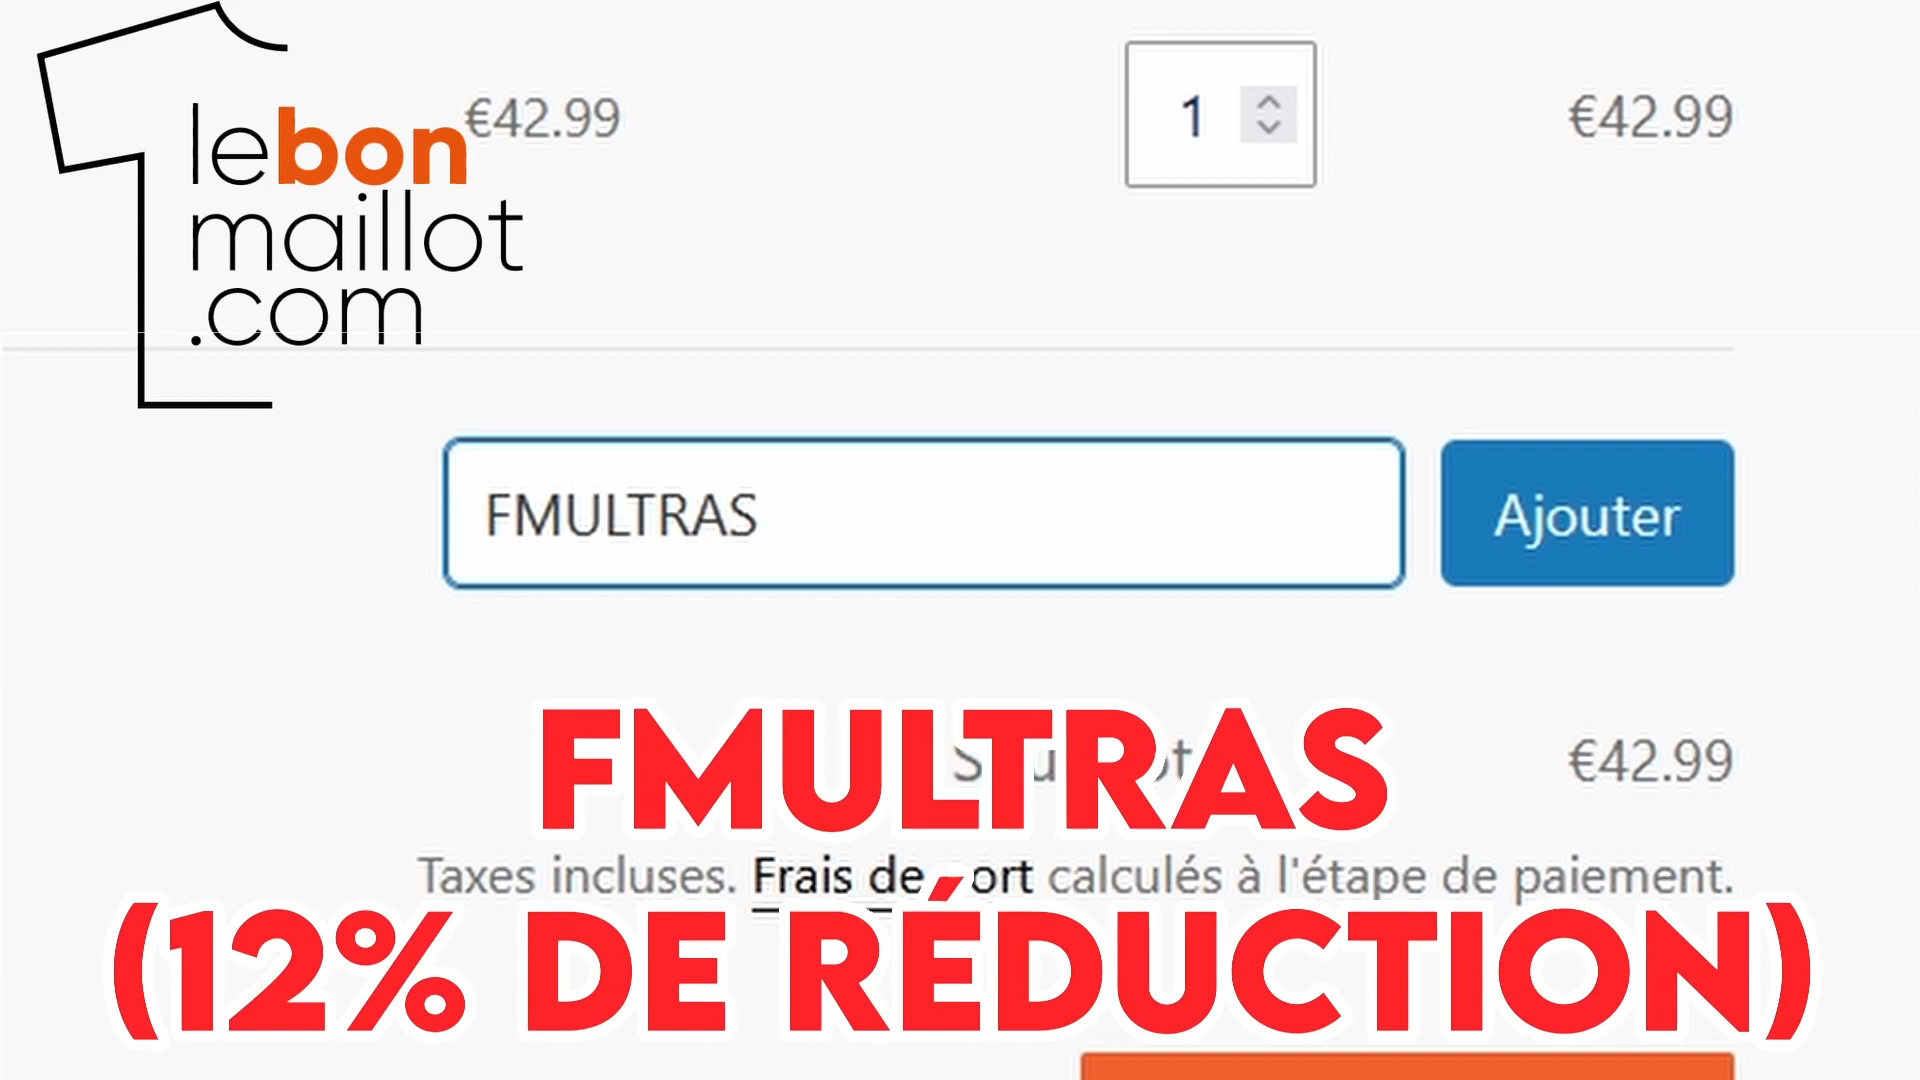 €42.99 1 €42.99
lebon
maillot
.com
FMULTRAS Ajouter
€42.99
FMULTRAS
Taxes incluses. Frais de ort calculés à l'étape de paiement.
(12% DE RÉDUCTION)